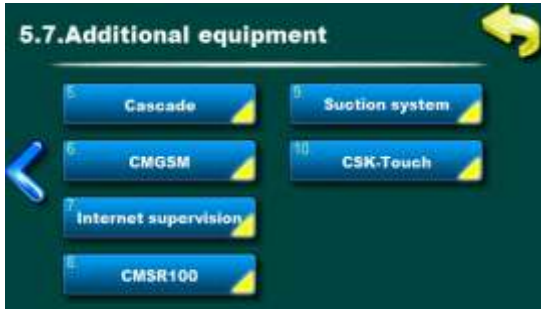 5.7.Additional equipment
5.
Cascade
9.
Suction system
6.
CMGSM
10.
CSK-Touch
7.
Internet supervision
8.
CMSR100